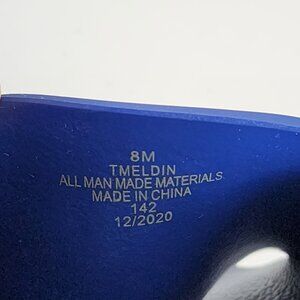 8M
TMELDIN
ALL MAN MADE MATERIALS
MADE IN CHINA
142
12/2020